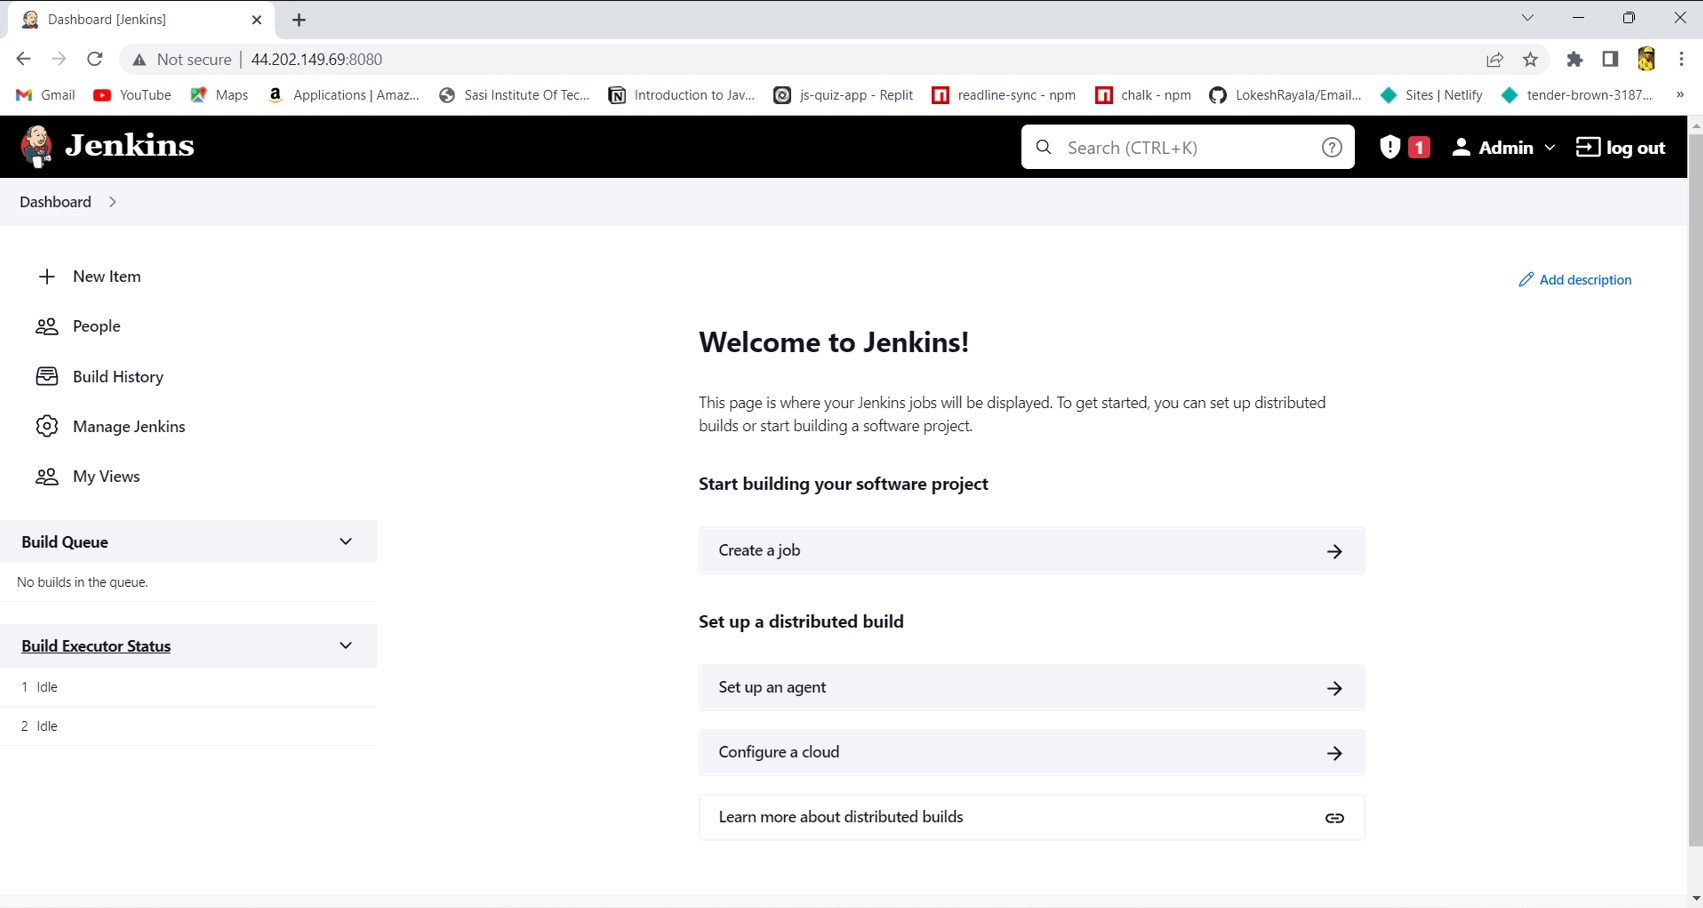 Dashboard [Jenkins]
Not secure
44.202.149.69:8080
Gmail
YouTube
Maps
Applications | Amaz...
Sasi Institute Of Tec...
Introduction to Jav...
js-quiz-app - Replit
readline-sync - npm
chalk - npm
LokeshRayala/Email...
Sites | Netlify
tender-brown-3187...
»
Jenkins
Search (CTRL+K)
1
Admin
log out
Dashboard
New Item
People
Build History
Manage Jenkins
My Views
Build Queue
No builds in the queue.
Build Executor Status
1 Idle
2 Idle
Add description
Welcome to Jenkins!
This page is where your Jenkins jobs will be displayed. To get started, you can set up distributed
builds or start building a software project.
Start building your software project
Create a job
Set up a distributed build
Set up an agent
Configure a cloud
Learn more about distributed builds